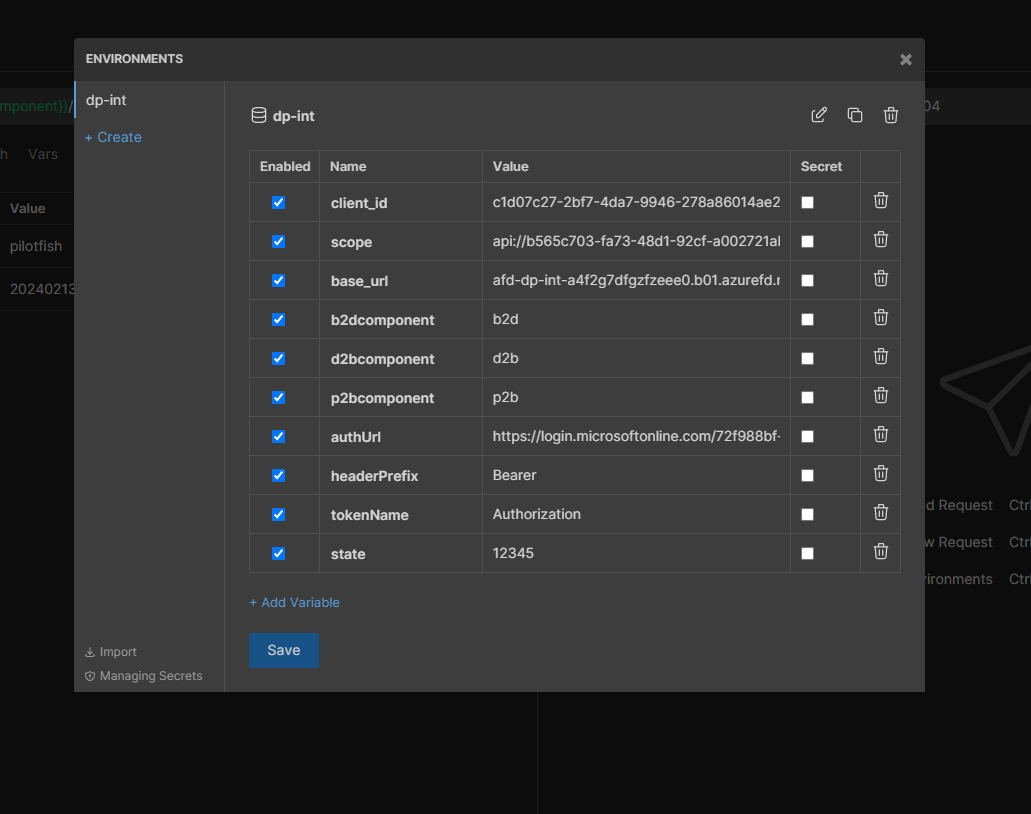 ENVIRONMENTS
dp-int
+ Create
dp-int
Enabled Name Value Secret
client_id c1d07c27-2bf7-4da7-9946-278a86014ae2
scope api://b565c703-fa73-48d1-92cf-a002721al
base_url afd-dp-int-a4f2g7dfgzfzeee0.b01.azurefd.r
b2dcomponent b2d
d2bcomponent d2b
p2bcomponent p2b
authUrl https://login.microsoftonline.com/72f988bf-
headerPrefix Bearer
tokenName Authorization
state 12345
+ Add Variable
Save
Import
Managing Secrets
mponent}}/
04
h Vars
Value
pilotfish
20240213
d Request Ctrl
w Request Ctrl
vironments Ctrl